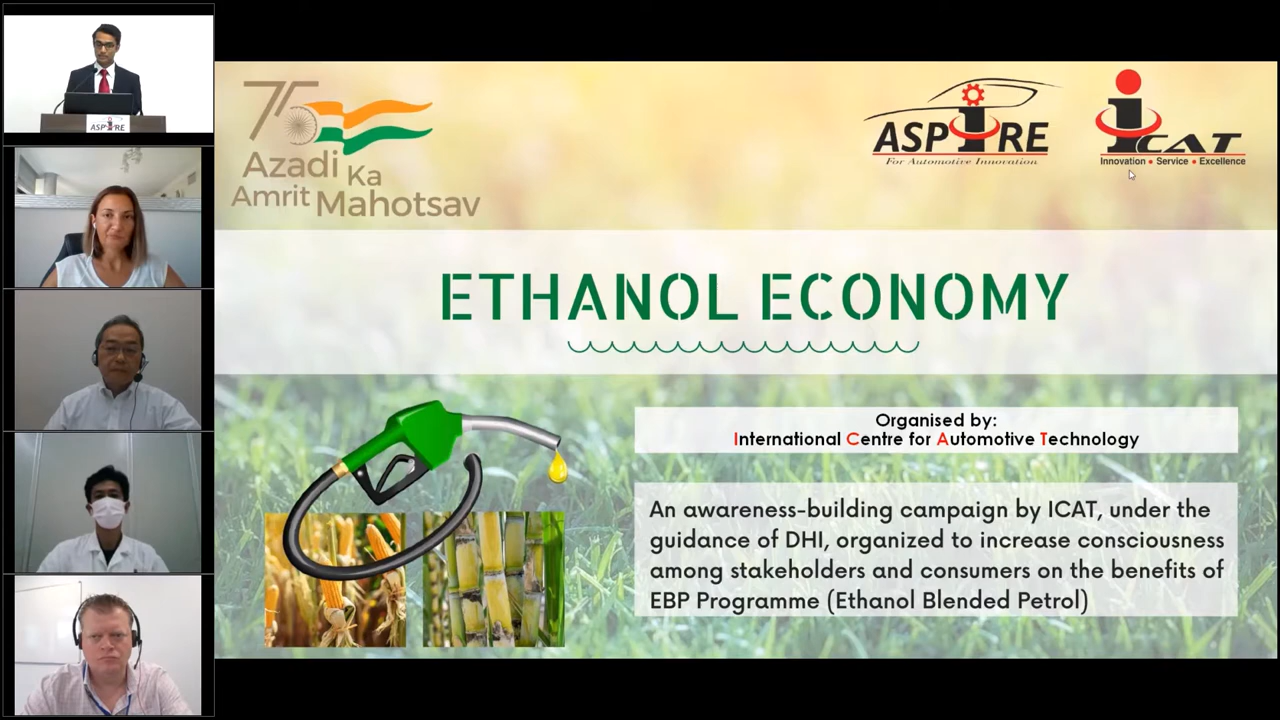 ASPIRE
75
Azadi Ka
Amrit Mahotsav
ASPIRE
For Automotive Innovation
iCAT
Innovation • Service • Excellence
ETHANOL ECONOMY
Organised by:
International Centre for Automotive Technology
An awareness-building campaign by ICAT, under the
guidance of DHI, organized to increase consciousness
among stakeholders and consumers on the benefits of
EBP Programme (Ethanol Blended Petrol)